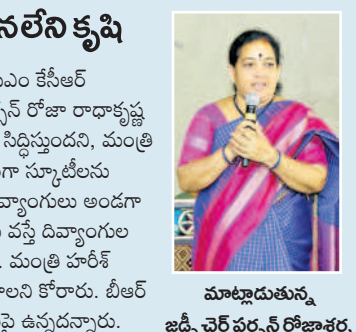 నలేని కృషి
ఎం కేసీఆర్
ర్సన్ రోజా రాధాకృష్ణ
సిద్ధిస్తుందని, మంత్రి
గా స్కూటీలను
వ్యాంగులు అండగా
వస్తే దివ్యాంగుల
మంత్రి హరీశ్
లని కోరారు. బీఆర్
పై ఉన్నదన్నారు.
మాట్లాడుతున్న
జడ్పీ చైర్ పర్సన్ రోజాశర్మ